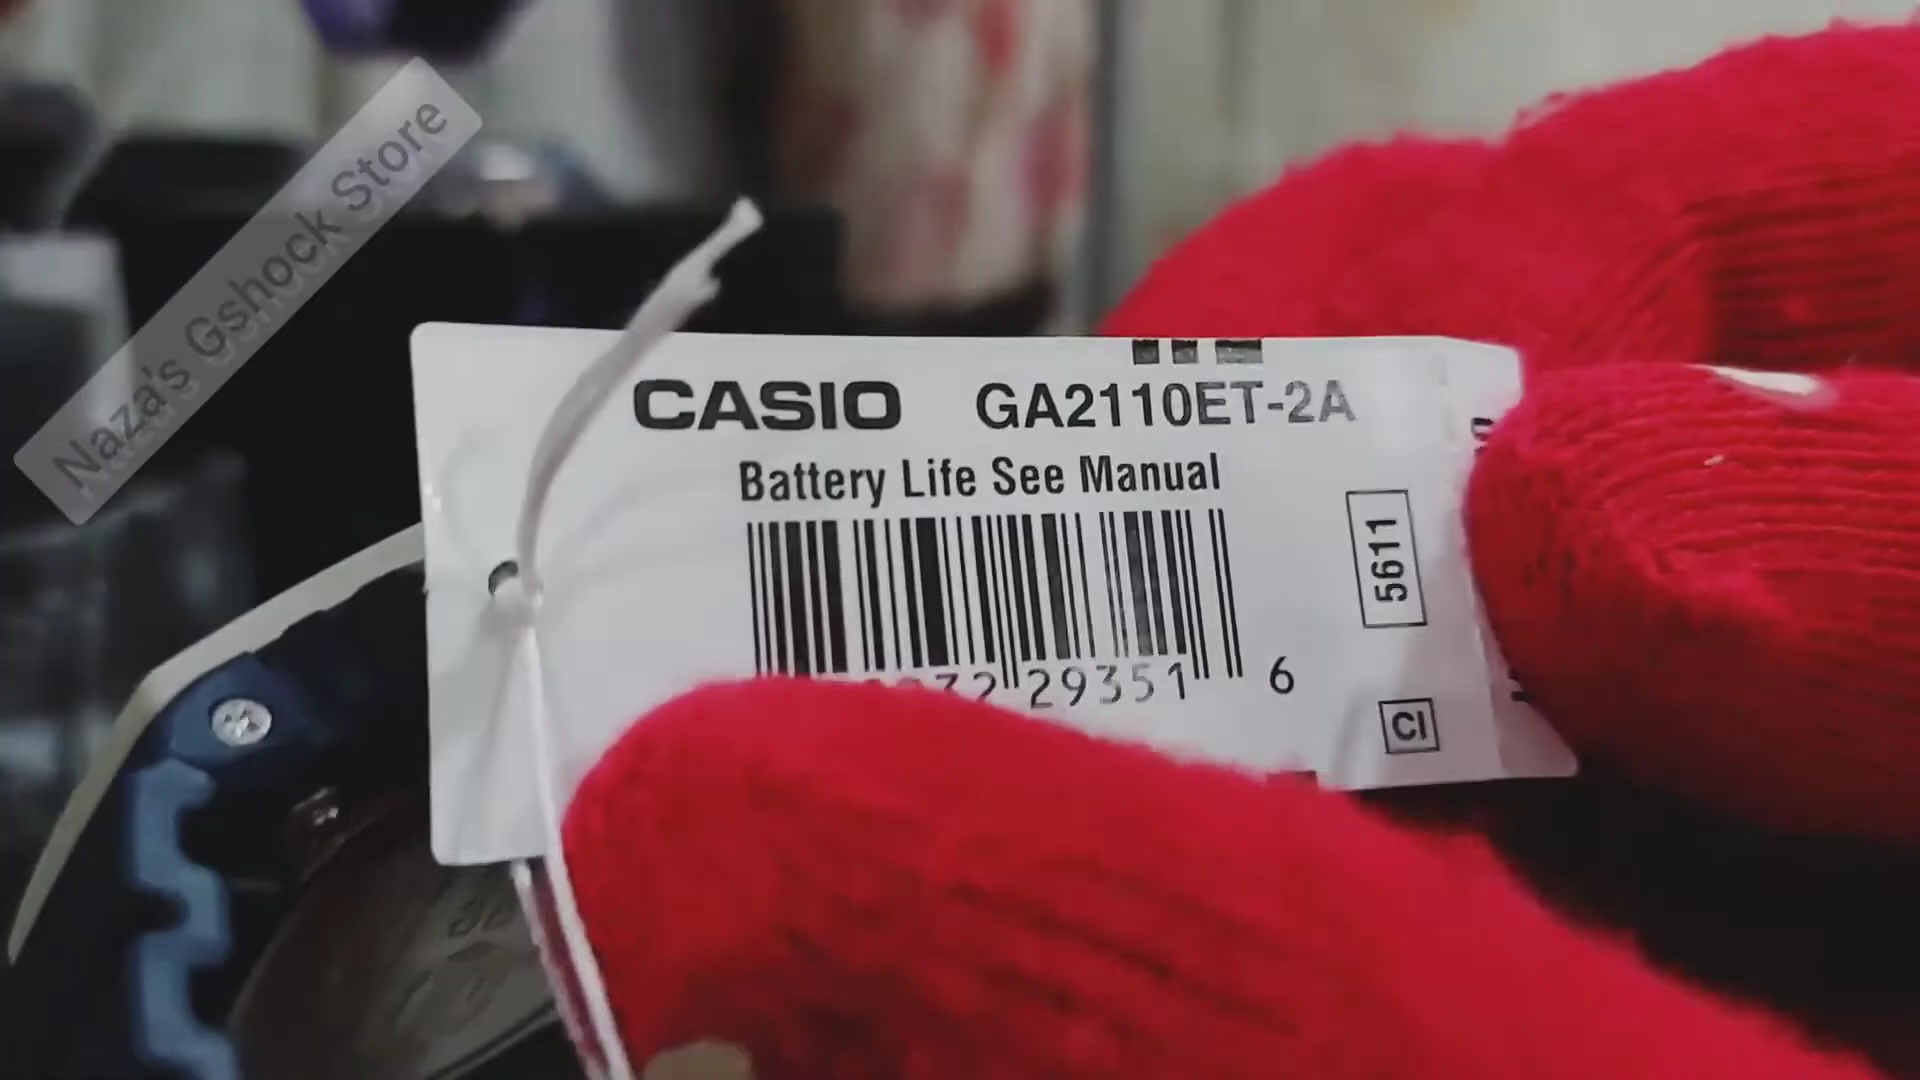 Naza's Gshock Store
CASIO GA2110ET-2A
Battery Life See Manual
29351 6
5611
CI